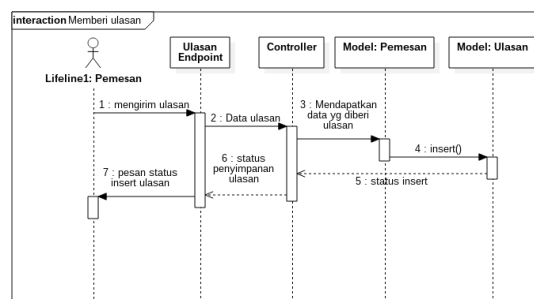 interaction Memberi ulasan
Lifeline1: Pemesan
Ulasan
Endpoint
Controller
Model: Pemesan
Model: Ulasan
1 : mengirim ulasan
2 : Data ulasan
3 : Mendapatkan
data yg diberi
ulasan
4 : insert()
5 : status insert
6 : status
penyimpanan
ulasan
7 : pesan status
insert ulasan